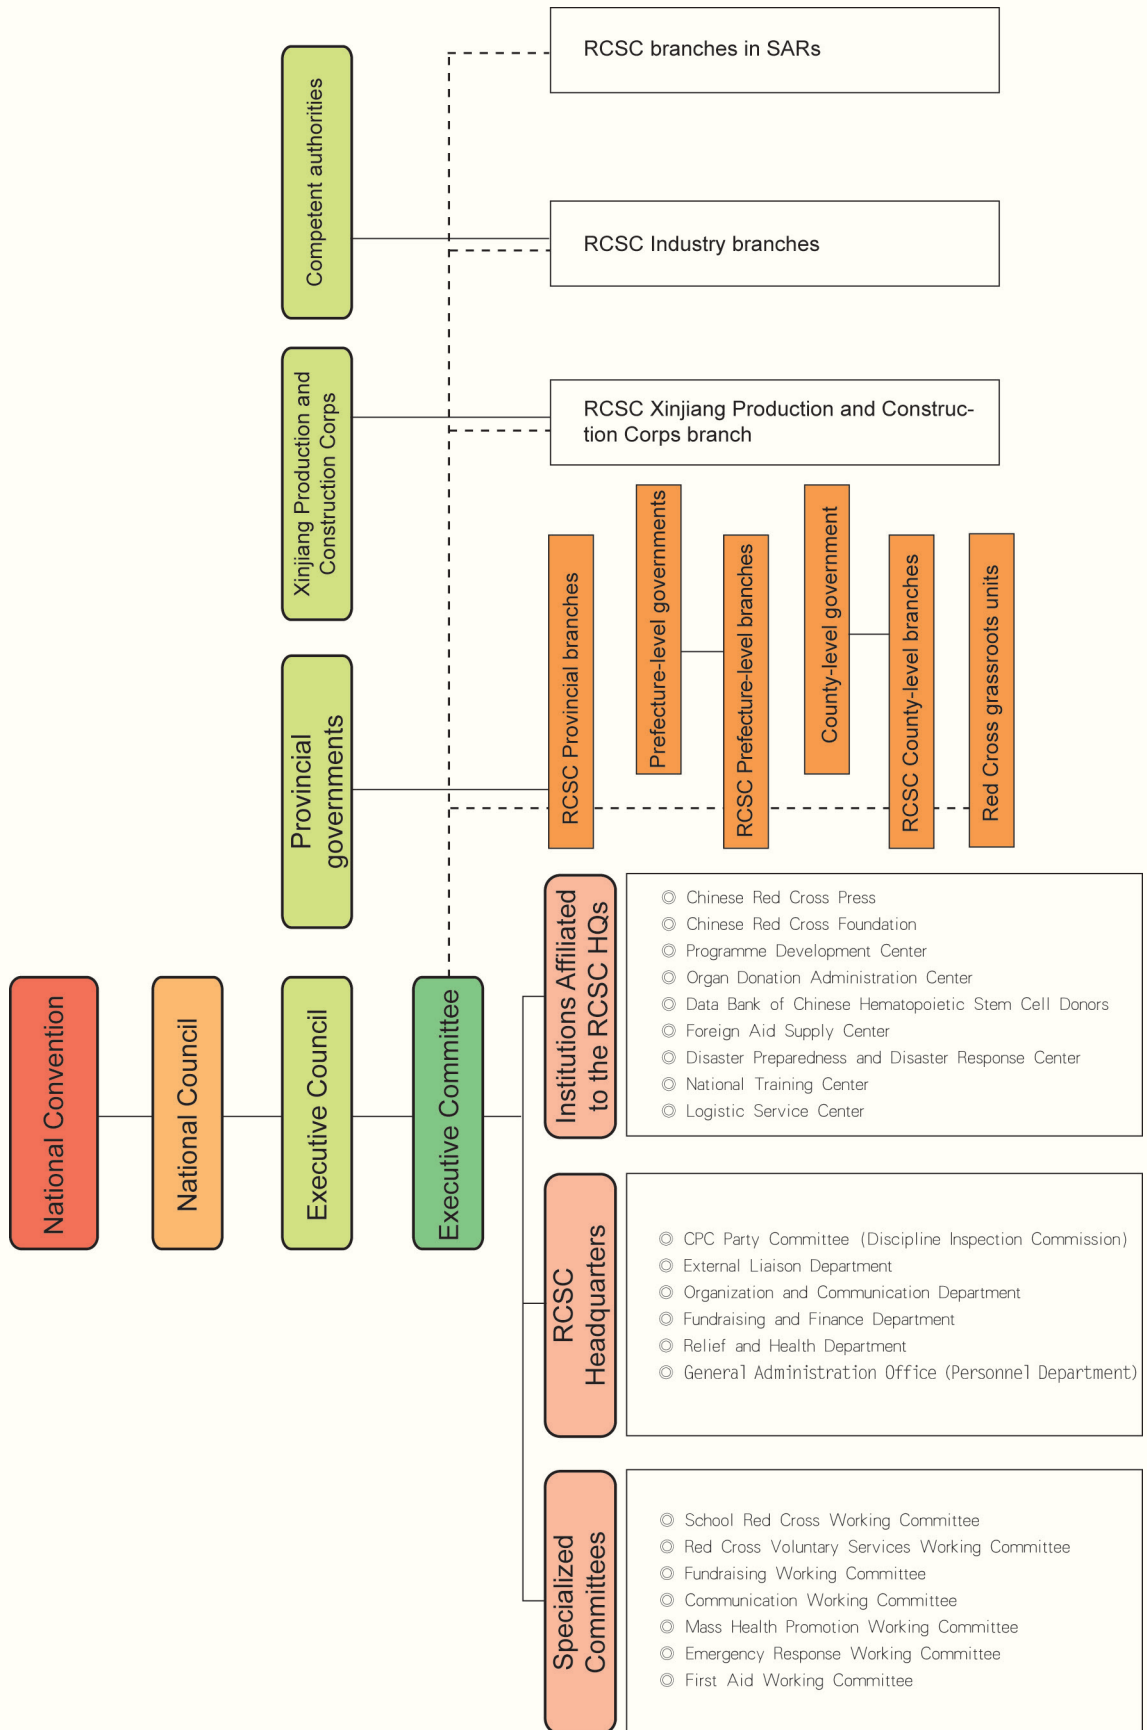 RCSC branches in SARs
Competent authorities
RCSC Industry branches
Xinjiang Production and
Construction Corps
RCSC Xinjiang Production and Construc-
tion Corps branch
Provincial
governments
RCSC Provincial branches
Prefecture-level governments
RCSC Prefecture-level branches
County-level government
RCSC County-level branches
Red Cross grassroots units
National Convention
National Council
Executive Council
Executive Committee
Institutions Affiliated
to the RCSC HQs
◎ Chinese Red Cross Press
◎ Chinese Red Cross Foundation
◎ Programme Development Center
◎ Organ Donation Administration Center
◎ Data Bank of Chinese Hematopoietic Stem Cell Donors
◎ Foreign Aid Supply Center
◎ Disaster Preparedness and Disaster Response Center
◎ National Training Center
◎ Logistic Service Center
RCSC
Headquarters
◎ CPC Party Committee (Discipline Inspection Commission)
◎ External Liaison Department
◎ Organization and Communication Department
◎ Fundraising and Finance Department
◎ Relief and Health Department
◎ General Administration Office (Personnel Department)
Specialized
Committees
◎ School Red Cross Working Committee
◎ Red Cross Voluntary Services Working Committee
◎ Fundraising Working Committee
◎ Communication Working Committee
◎ Mass Health Promotion Working Committee
◎ Emergency Response Working Committee
◎ First Aid Working Committee